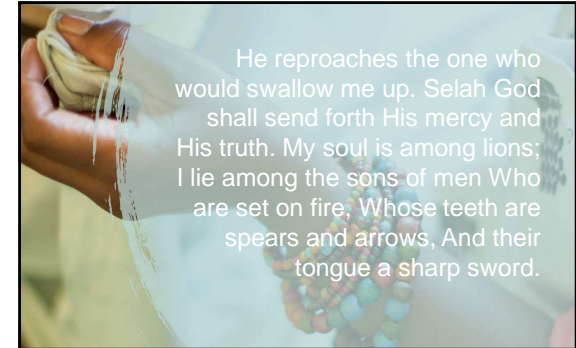 He reproaches the one who
would swallow me up. Selah God
shall send forth His mercy and
His truth. My soul is among lions;
I lie among the sons of men Who
are set on fire, Whose teeth are
spears and arrows, And their
tongue a sharp sword.